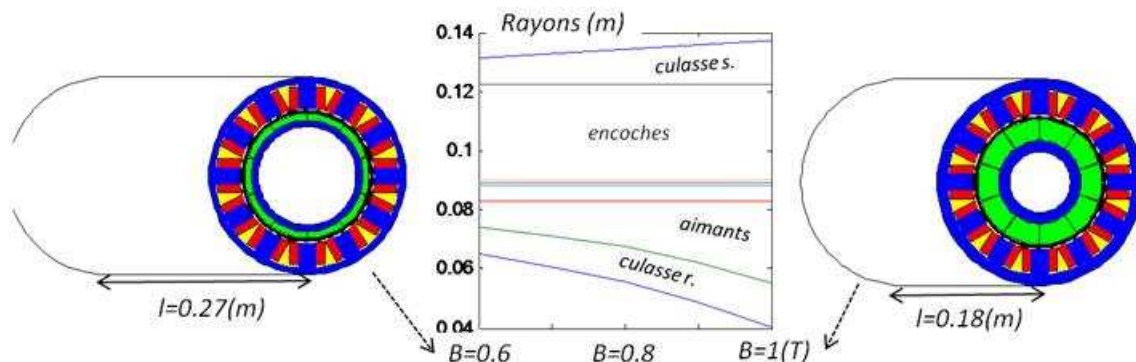 Rayons (m)
0.14
culasse s.
0.12
encoches
0.1
0.08
aimants
culasse r.
0.06
0.04
l=0.27(m)
l=0.18(m)
B=0.6
B=0.8
B=1(T)